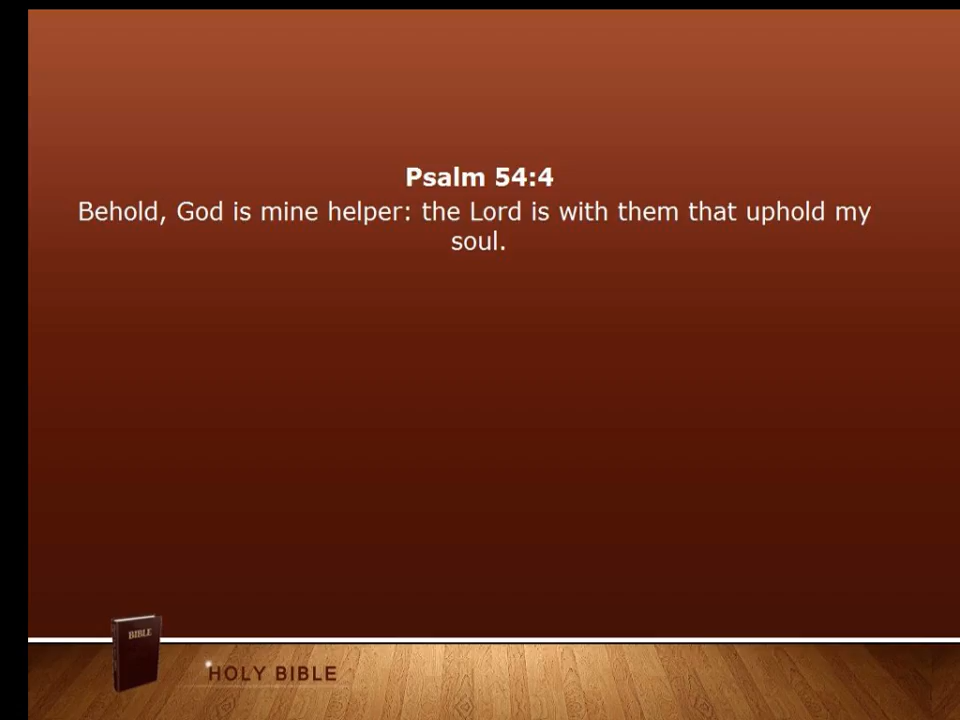 Psalm 54:4
Behold, God is mine helper: the Lord is with them that uphold my
soul.
BIBLE
HOLY BIBLE